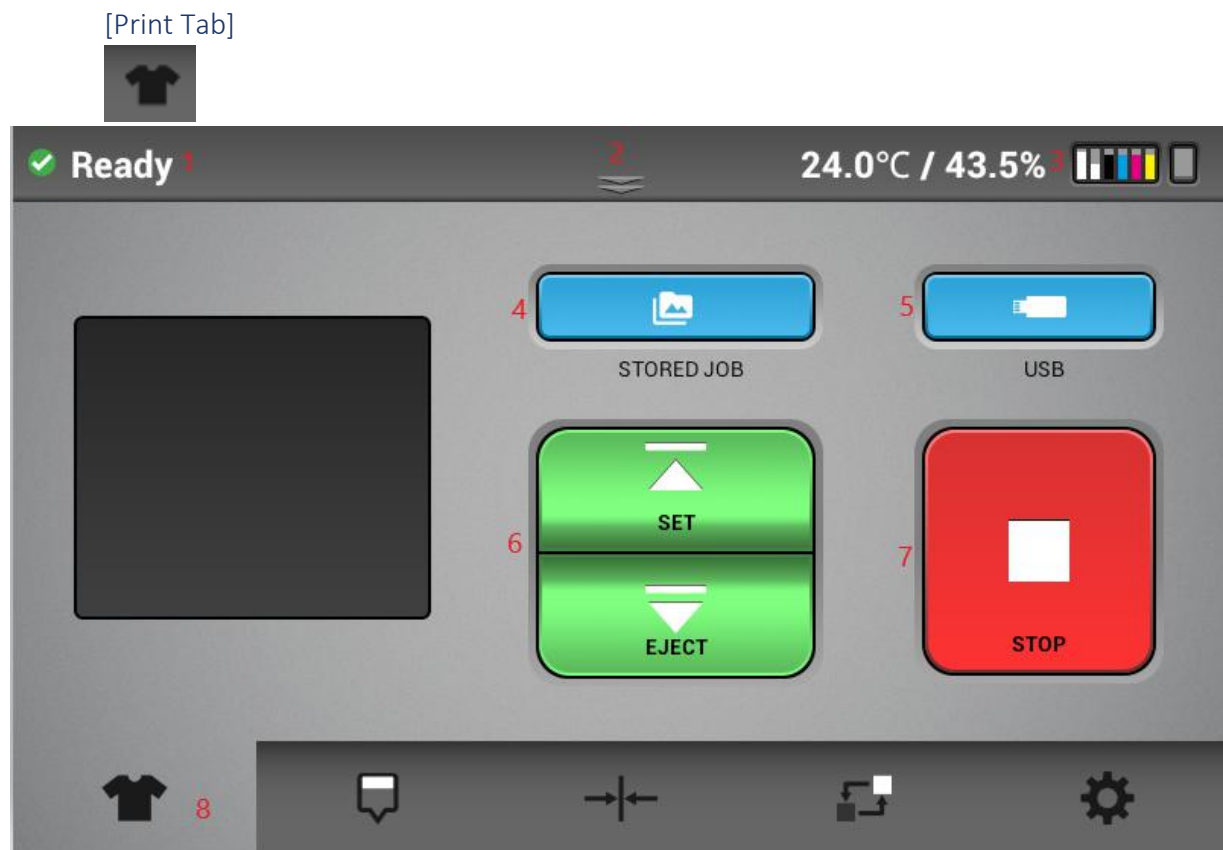 [Print Tab]
Ready 1
2
24.0°C / 43.5% 3
4
STORED JOB
5
USB
6
SET
EJECT
7
STOP
8